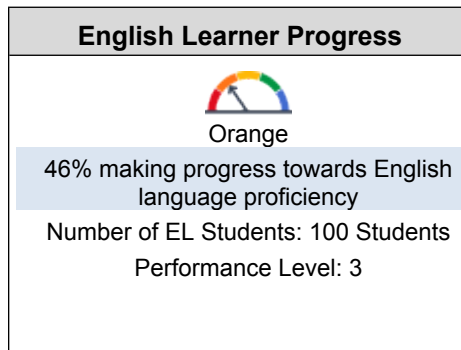 English Learner Progress
Orange
46% making progress towards English
language proficiency
Number of EL Students: 100 Students
Performance Level: 3